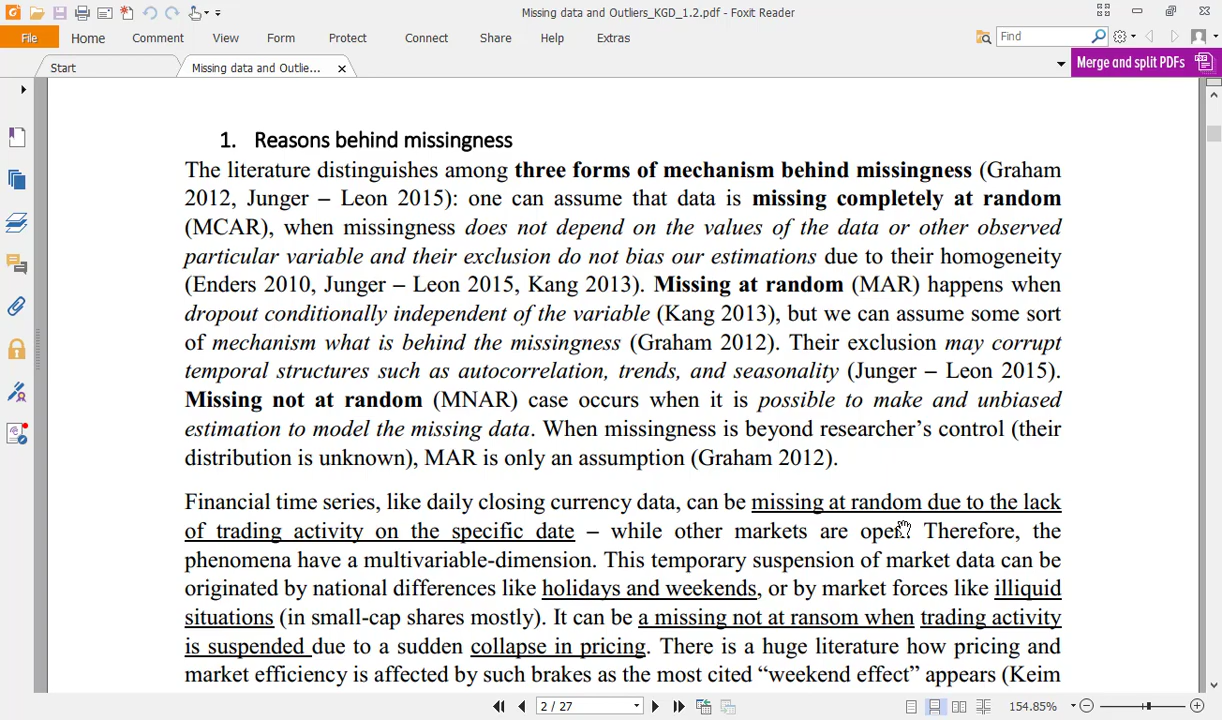 Missing data and Outliers_KGD_1.2.pdf - Foxit Reader
File Home Comment View Form Protect Connect Share Help Extras Find
Start Missing data and Outlie... Merge and split PDFs
1. Reasons behind missingness
The literature distinguishes among three forms of mechanism behind missingness (Graham
2012, Junger – Leon 2015): one can assume that data is missing completely at random
(MCAR), when missingness does not depend on the values of the data or other observed
particular variable and their exclusion do not bias our estimations due to their homogeneity
(Enders 2010, Junger – Leon 2015, Kang 2013). Missing at random (MAR) happens when
dropout conditionally independent of the variable (Kang 2013), but we can assume some sort
of mechanism what is behind the missingness (Graham 2012). Their exclusion may corrupt
temporal structures such as autocorrelation, trends, and seasonality (Junger – Leon 2015).
Missing not at random (MNAR) case occurs when it is possible to make and unbiased
estimation to model the missing data. When missingness is beyond researcher's control (their
distribution is unknown), MAR is only an assumption (Graham 2012).
Financial time series, like daily closing currency data, can be missing at random due to the lack
of trading activity on the specific date – while other markets are open. Therefore, the
phenomena have a multivariable-dimension. This temporary suspension of market data can be
originated by national differences like holidays and weekends, or by market forces like illiquid
situations (in small-cap shares mostly). It can be a missing not at ransom when trading activity
is suspended due to a sudden collapse in pricing. There is a huge literature how pricing and
market efficiency is affected by such brakes as the most cited “weekend effect” appears (Keim
2 / 27 154.85%